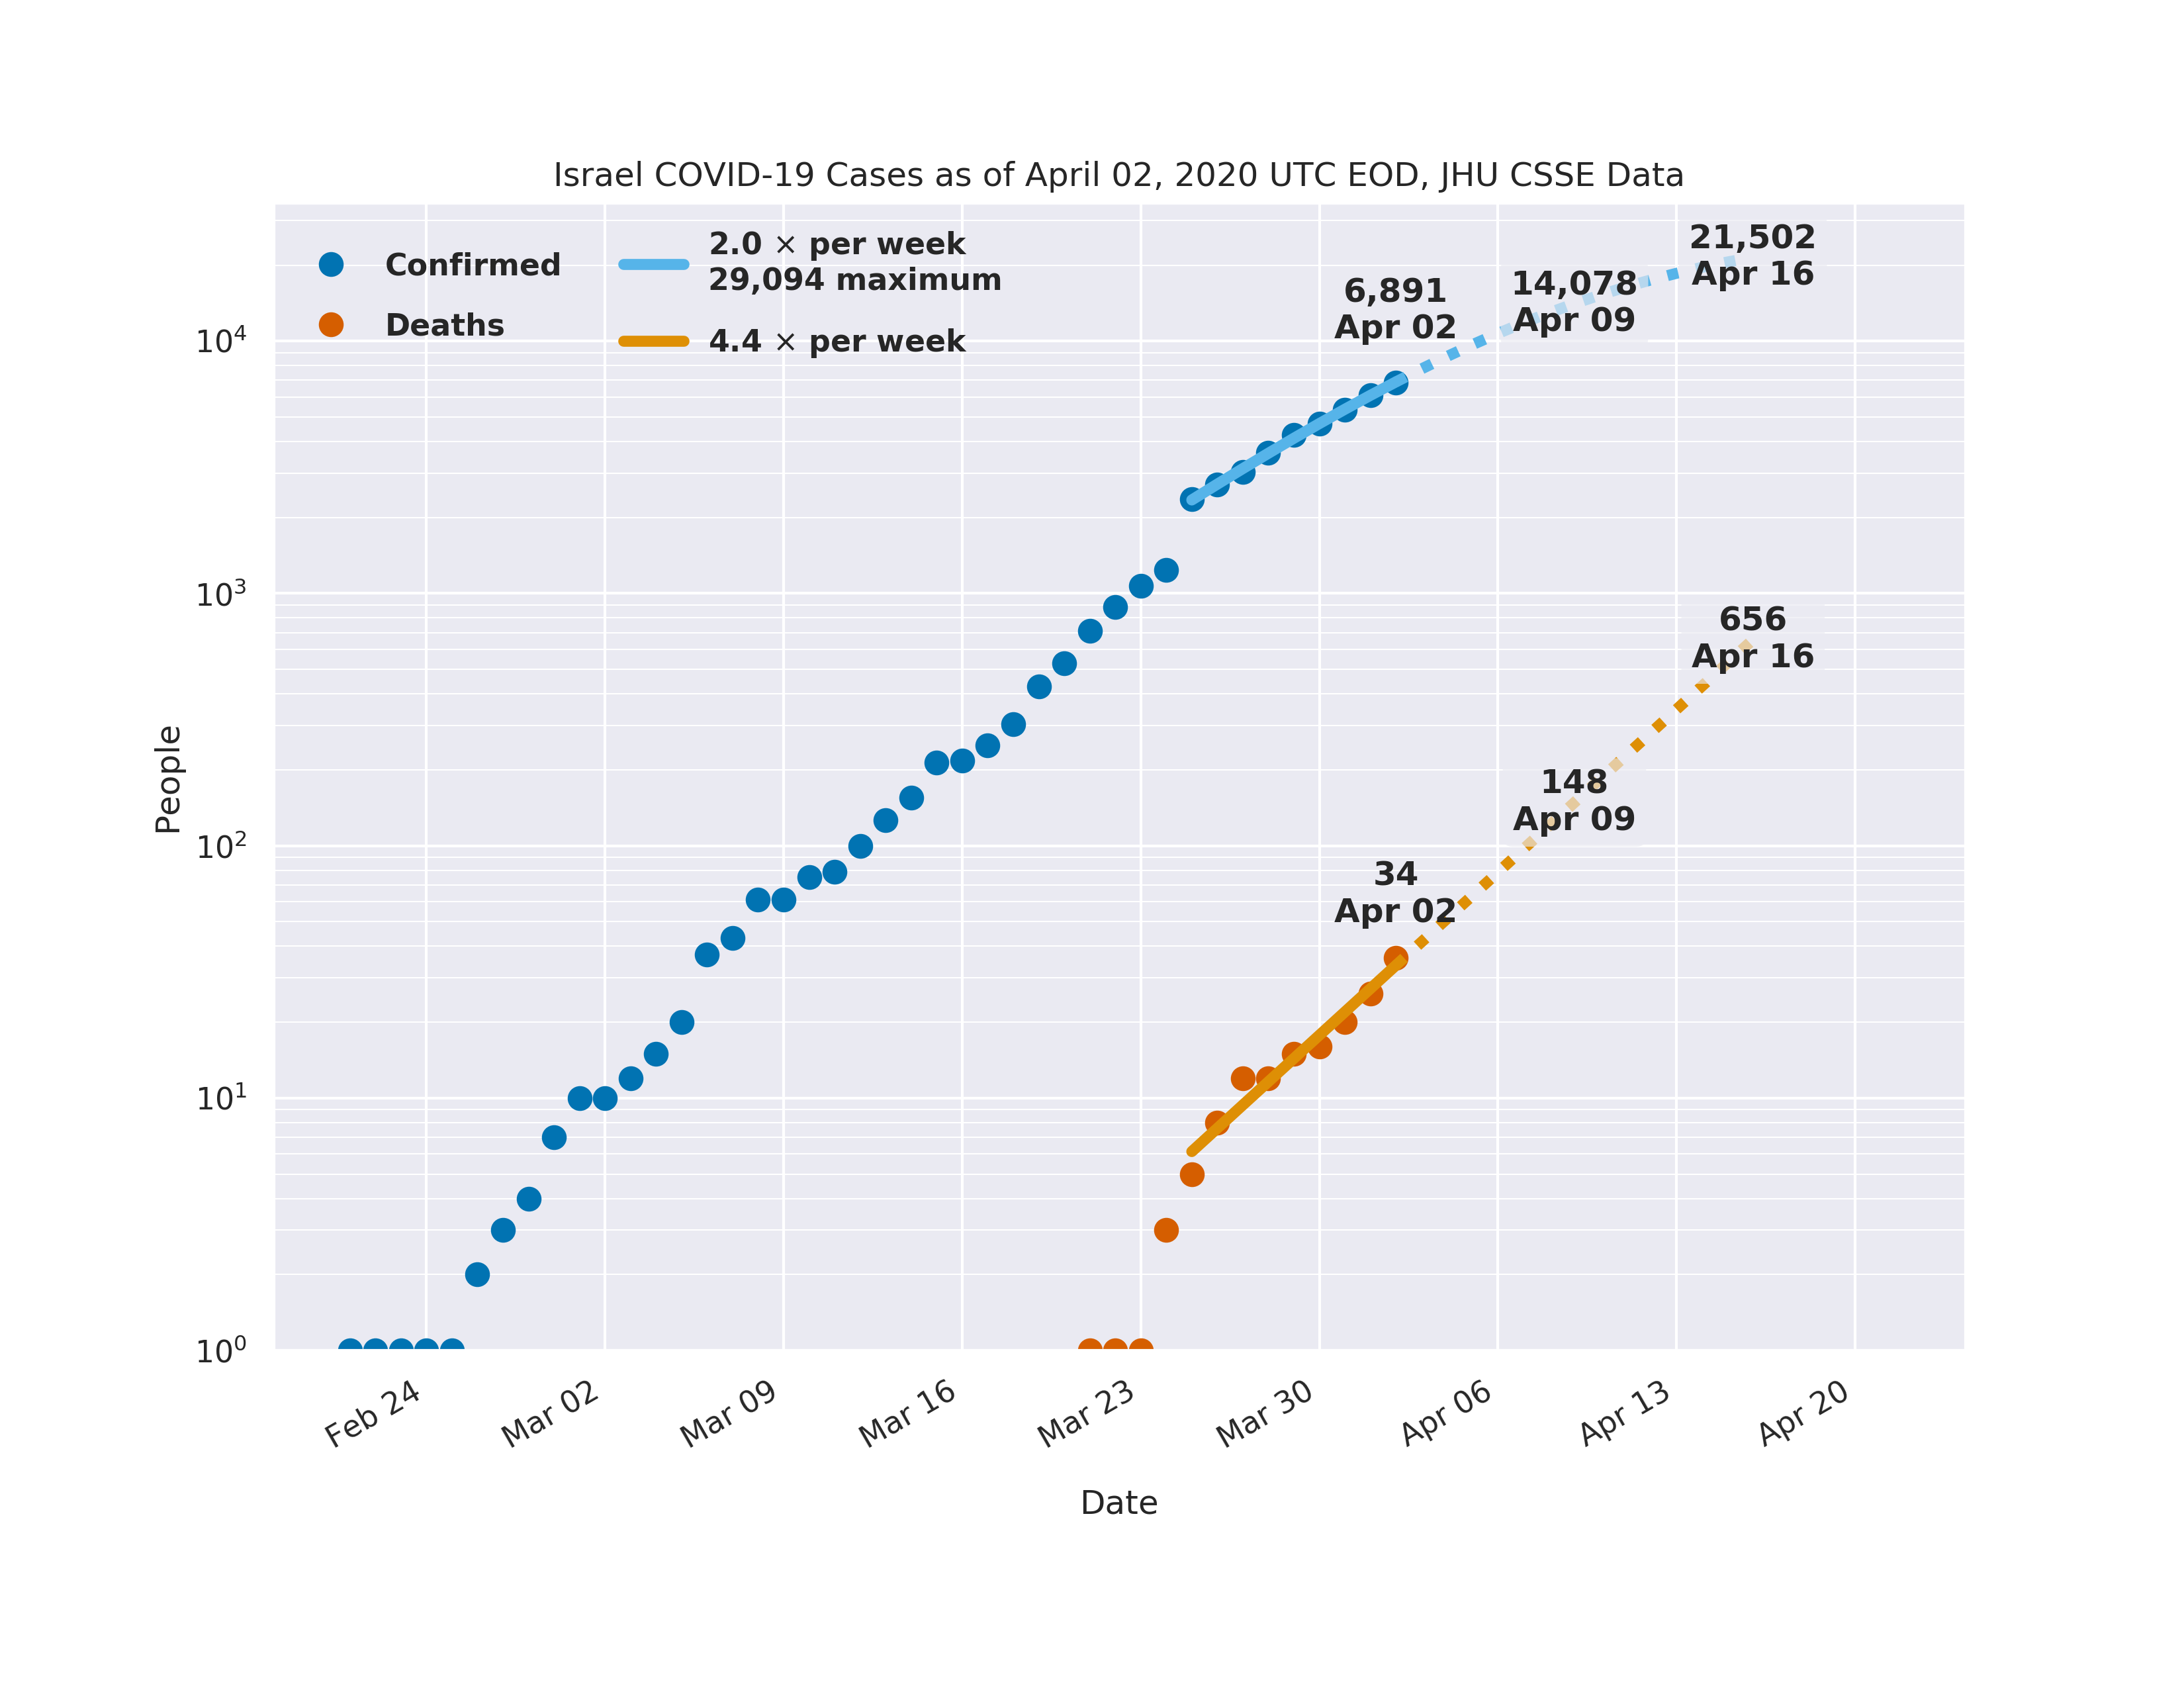 Israel COVID-19 Cases as of April 02, 2020 UTC EOD, JHU CSSE Data
Confirmed
Deaths
2.0 × per week
29,094 maximum
4.4 × per week
6,891
Apr 02
14,078
Apr 09
21,502
Apr 16
34
Apr 02
148
Apr 09
656
Apr 16
People
10⁴
10³
10²
10¹
10⁰
Feb 24
Mar 02
Mar 09
Mar 16
Mar 23
Mar 30
Apr 06
Apr 13
Apr 20
Date